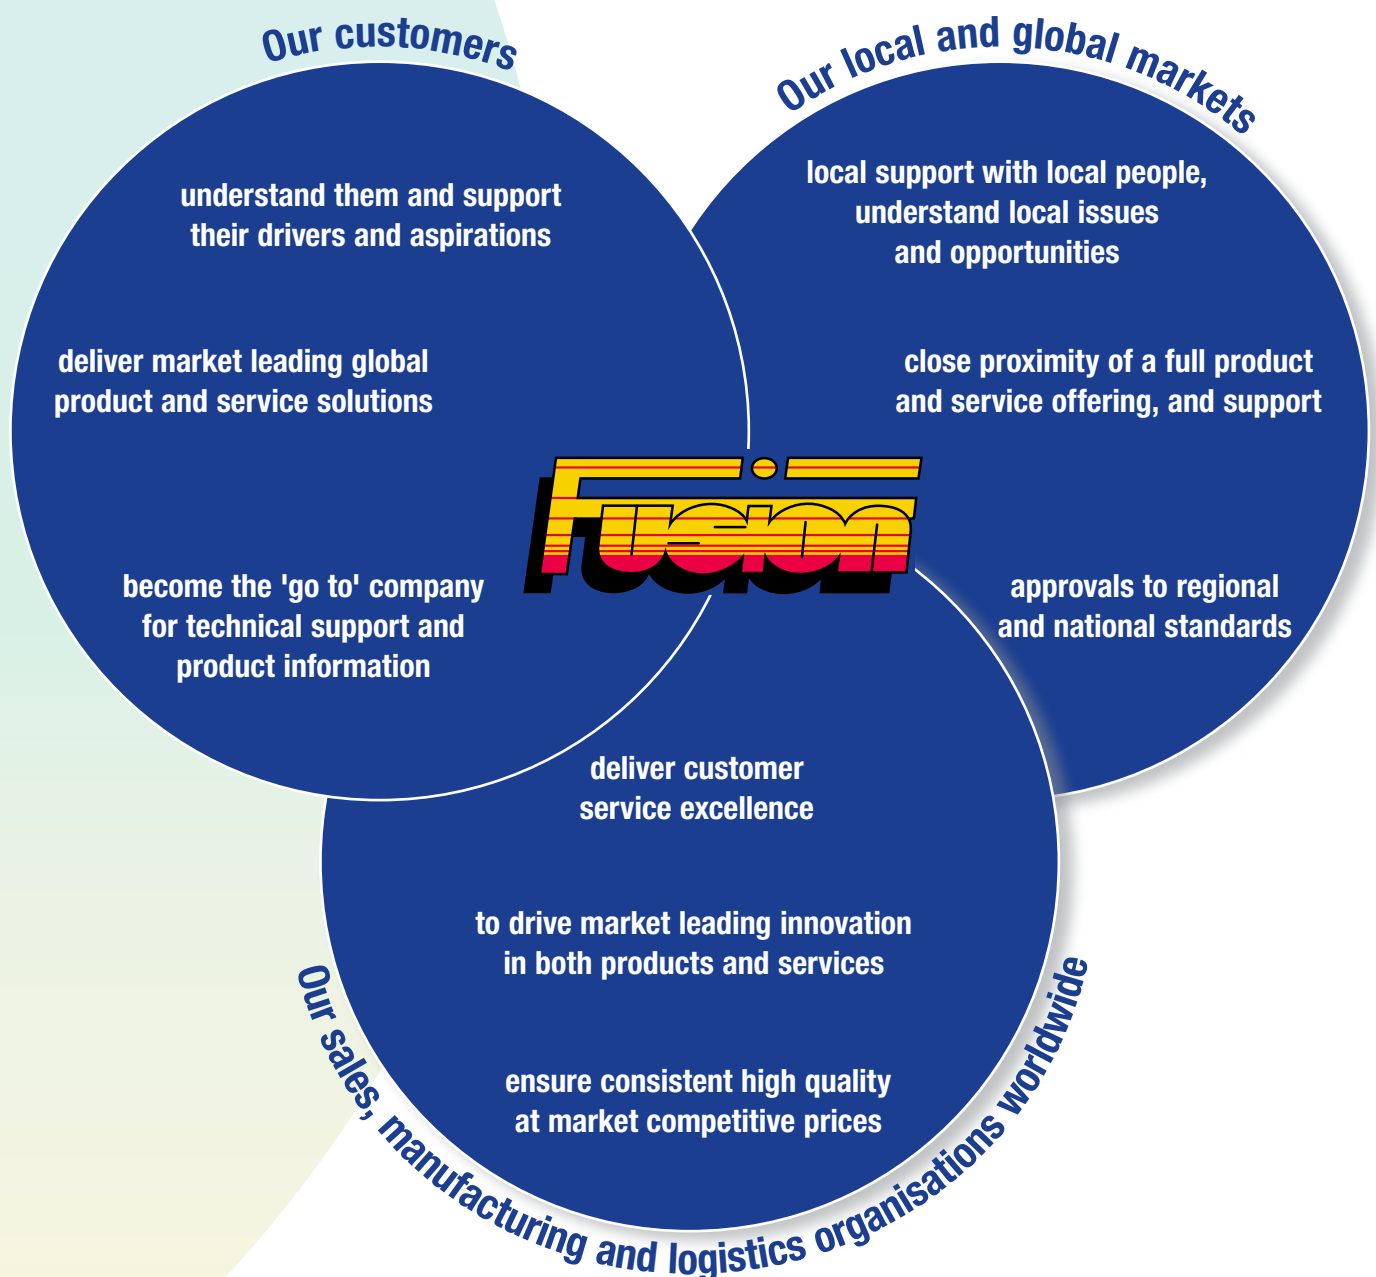 Our customers
understand them and support
their drivers and aspirations
deliver market leading global
product and service solutions
become the 'go to' company
for technical support and
product information
Our local and global markets
local support with local people,
understand local issues
and opportunities
close proximity of a full product
and service offering, and support
approvals to regional
and national standards
Fusion
deliver customer
service excellence
to drive market leading innovation
in both products and services
ensure consistent high quality
at market competitive prices
Our sales, manufacturing and logistics organisations worldwide